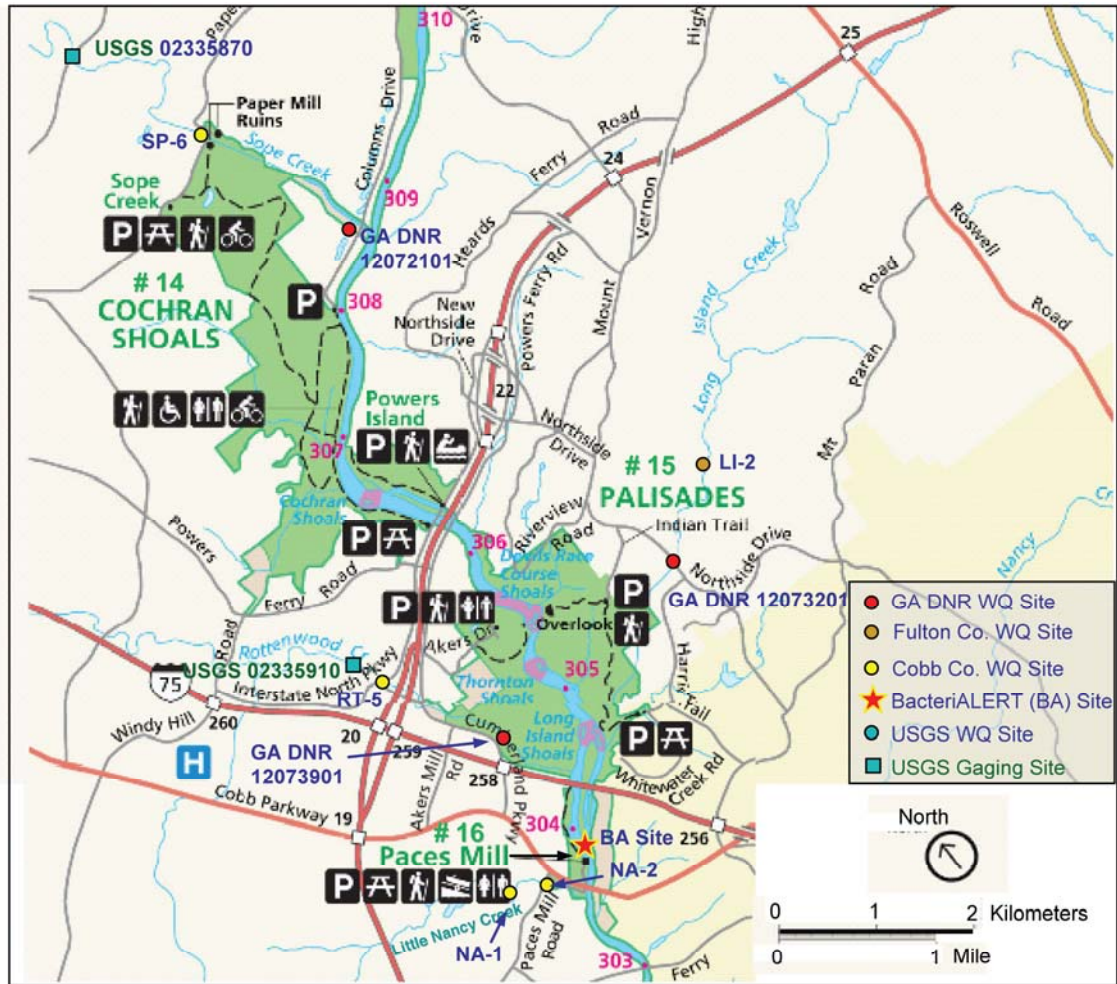 310
Drive
High
Paper
25
USGS 02335870
Paper Mill
Ruins
SP-6
Sope Creek
Columns Drive
309
Ferry Road
24
Vernon
Sope
Creek
P
GA DNR
12072101
Heards
Roswell
Road
# 14
COCHRAN
SHOALS
P
308
New
Northside
Drive
Powers Ferry Rd
Mount
Long Island Creek
Paran Road
22
Powers
Island
P
307
Northside
Drive
LI-2
Mt
# 15
PALISADES
Cochran
Shoals
Riverview
Road
Indian Trail
P
306
Devils Race
Course
Shoals
Northside Drive
Nancy
C
Powers
Ferry Road
P
Overlook
P
GA DNR 12073201
Akers Dr
Rottenwood Cr
USGS 02335910
305
Harris Trail
75
Interstate North Pkwy
RT-5
Thornton
Shoals
Windy Hill
Road
260
20
259
Cumberland Pkwy
Long
Island
Shoals
P
H
GA DNR
12073901
Akers Mill
Rd
258
Whitewater
Creek Rd
Cobb Parkway
19
304
BA Site
256
# 16
Paces Mill
P
NA-2
Little Nancy Creek
NA-1
Paces Mill
Road
303
Ferry
GA DNR WQ Site
Fulton Co. WQ Site
Cobb Co. WQ Site
BacteriALERT (BA) Site
USGS WQ Site
USGS Gaging Site
North
0 1 2 Kilometers
0 1 Mile